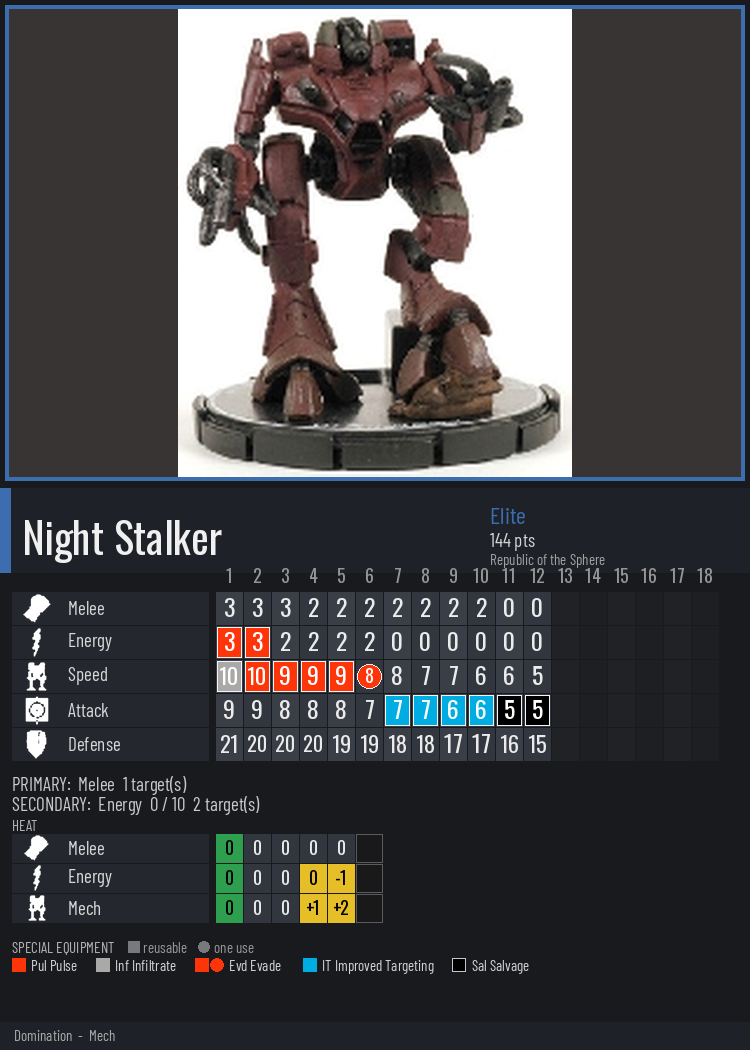 Night Stalker
Elite
144 pts
Republic of the Sphere
1 2 3 4 5 6 7 8 9 10 11 12 13 14 15 16 17 18
Melee 3 3 3 2 2 2 2 2 2 2 0 0
Energy 3 3 2 2 2 2 0 0 0 0 0 0
Speed 10 10 9 9 9 8 8 7 7 6 6 5
Attack 9 9 8 8 8 7 7 7 6 6 5 5
Defense 21 20 20 20 19 19 18 18 17 17 16 15
PRIMARY: Melee 1 target(s)
SECONDARY: Energy 0 / 10 2 target(s)
HEAT
Melee 0 0 0 0 0
Energy 0 0 0 0 -1
Mech 0 0 0 +1 +2
SPECIAL EQUIPMENT reusable one use
Pul Pulse Inf Infiltrate Evd Evade IT Improved Targeting Sal Salvage
Domination - Mech